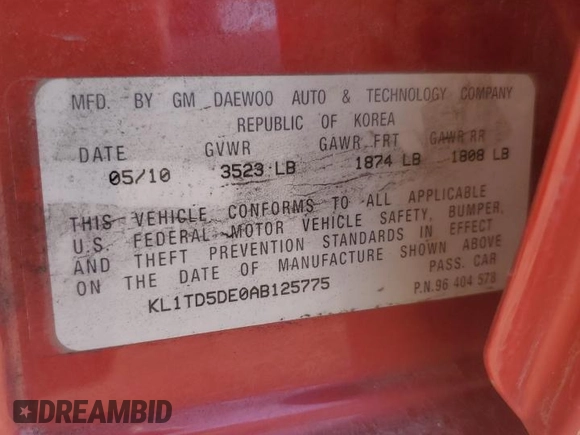 MFD. BY GM DAEWOO AUTO & TECHNOLOGY COMPANY
REPUBLIC OF KOREA
DATE GVWR GAWR FRT GAWR RR
05/10 3523 LB 1874 LB 1808 LB
THIS VEHICLE CONFORMS TO ALL APPLICABLE
U.S. FEDERAL MOTOR VEHICLE SAFETY, BUMPER,
AND THEFT PREVENTION STANDARDS IN EFFECT
ON THE DATE OF MANUFACTURE SHOWN ABOVE
PASS. CAR
KL1TD5DE0AB125775 P.N.96 404 578
DREAMBID